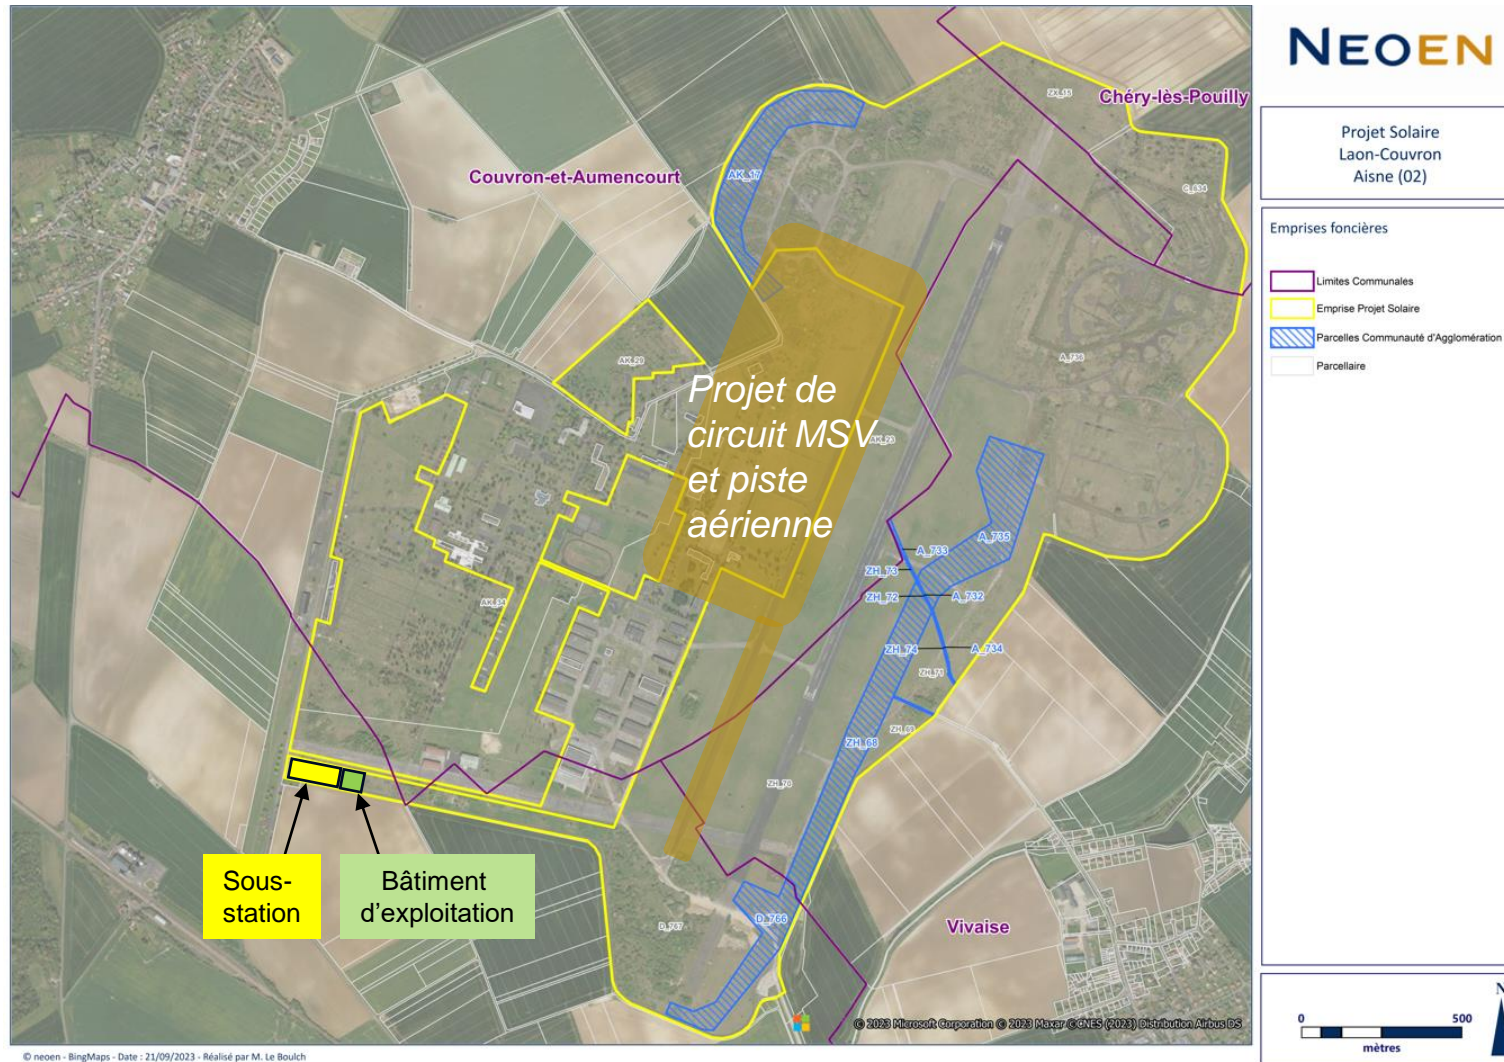 NEOEN
Projet Solaire
Laon-Couvron
Aisne (02)
Emprises foncières
Limites Communales
Emprise Projet Solaire
Parcelles Communauté d'Agglomération
Parcellaire
Chéry-lès-Pouilly
ZK_15
Couvron-et-Aumencourt
AK_17
C_634
A_736
AK_29
Projet de
circuit MSV
et piste
aérienne
AK_23
A_735
A_733
ZH_73
ZH_72
A_732
AK_34
ZH_74
A_734
ZH_71
ZH_68
ZH_70
Sous-
station
Bâtiment
d'exploitation
D_766
D_767
Vivaise
© 2023 Microsoft Corporation © 2023 Maxar ©CNES (2023) Distribution Airbus DS
N
0
500
mètres
© neoen - BingMaps - Date : 21/09/2023 - Réalisé par M. Le Boulch